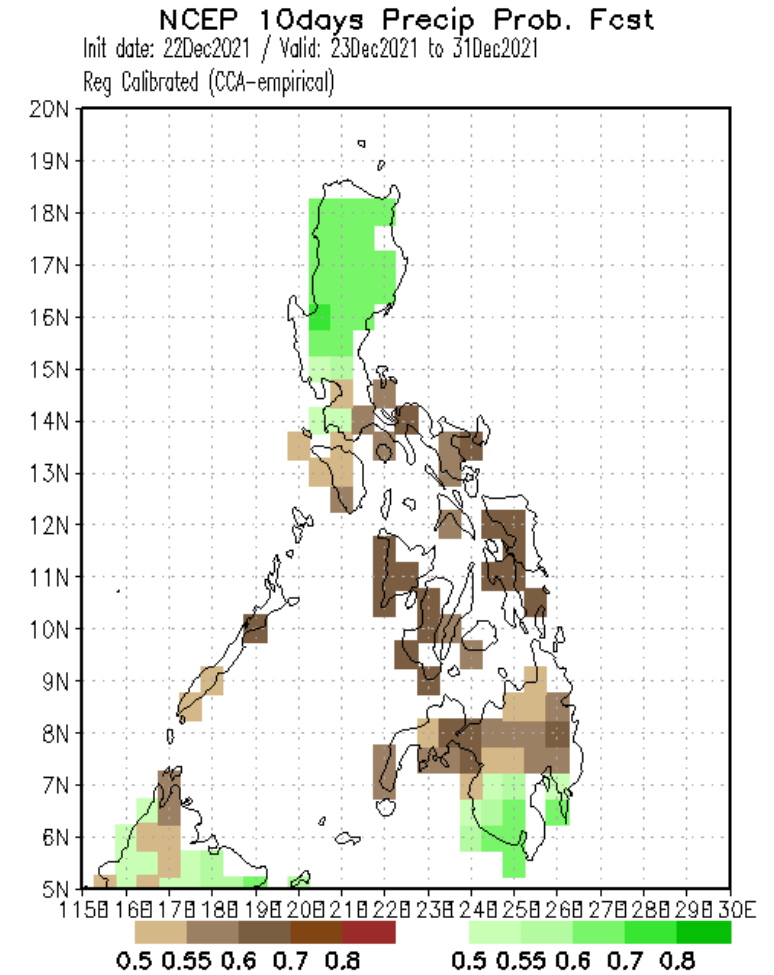 NCEP 10days Precip Prob. Fcst
Init date: 22Dec2021 / Valid: 23Dec2021 to 31Dec2021
Reg Calibrated (CCA-empirical)
20N
19N
18N
17N
16N
15N
14N
13N
12N
11N
10N
9N
8N
7N
6N
5N
130E
0.5 0.55 0.6 0.7 0.8 0.5 0.55 0.6 0.7 0.8